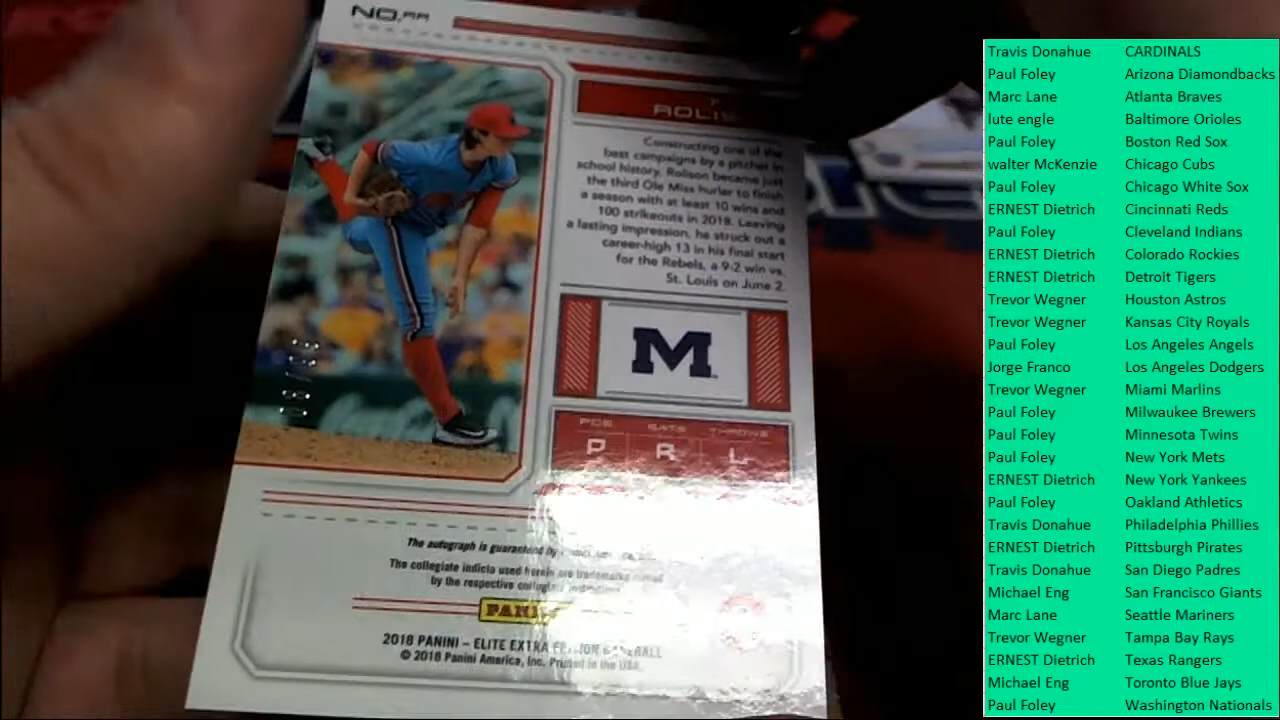 NO. RR
ROLIS
Constructing one of the
best campaigns by a pitcher in
school history, Rolison became just
the third Ole Miss hurler to finish
a season with at least 10 wins and
100 strikeouts in 2018. Leaving
a lasting impression, he struck out a
career-high 13 in his final start
for the Rebels, a 9-2 win vs.
St. Louis on June 2.
M
POS BATS THROWS
P R L
The autograph is guaranteed by
The collegiate indicia used herein are trademarks
by the respective
PANINI
2018 PANINI – ELITE EXTRA EDITION BASEBALL
© 2018 Panini America, Inc. Printed in the USA.
Travis Donahue CARDINALS
Paul Foley Arizona Diamondbacks
Marc Lane Atlanta Braves
lute engle Baltimore Orioles
Paul Foley Boston Red Sox
walter McKenzie Chicago Cubs
Paul Foley Chicago White Sox
ERNEST Dietrich Cincinnati Reds
Paul Foley Cleveland Indians
ERNEST Dietrich Colorado Rockies
ERNEST Dietrich Detroit Tigers
Trevor Wegner Houston Astros
Trevor Wegner Kansas City Royals
Paul Foley Los Angeles Angels
Jorge Franco Los Angeles Dodgers
Trevor Wegner Miami Marlins
Paul Foley Milwaukee Brewers
Paul Foley Minnesota Twins
Paul Foley New York Mets
ERNEST Dietrich New York Yankees
Paul Foley Oakland Athletics
Travis Donahue Philadelphia Phillies
ERNEST Dietrich Pittsburgh Pirates
Travis Donahue San Diego Padres
Michael Eng San Francisco Giants
Marc Lane Seattle Mariners
Trevor Wegner Tampa Bay Rays
ERNEST Dietrich Texas Rangers
Michael Eng Toronto Blue Jays
Paul Foley Washington Nationals